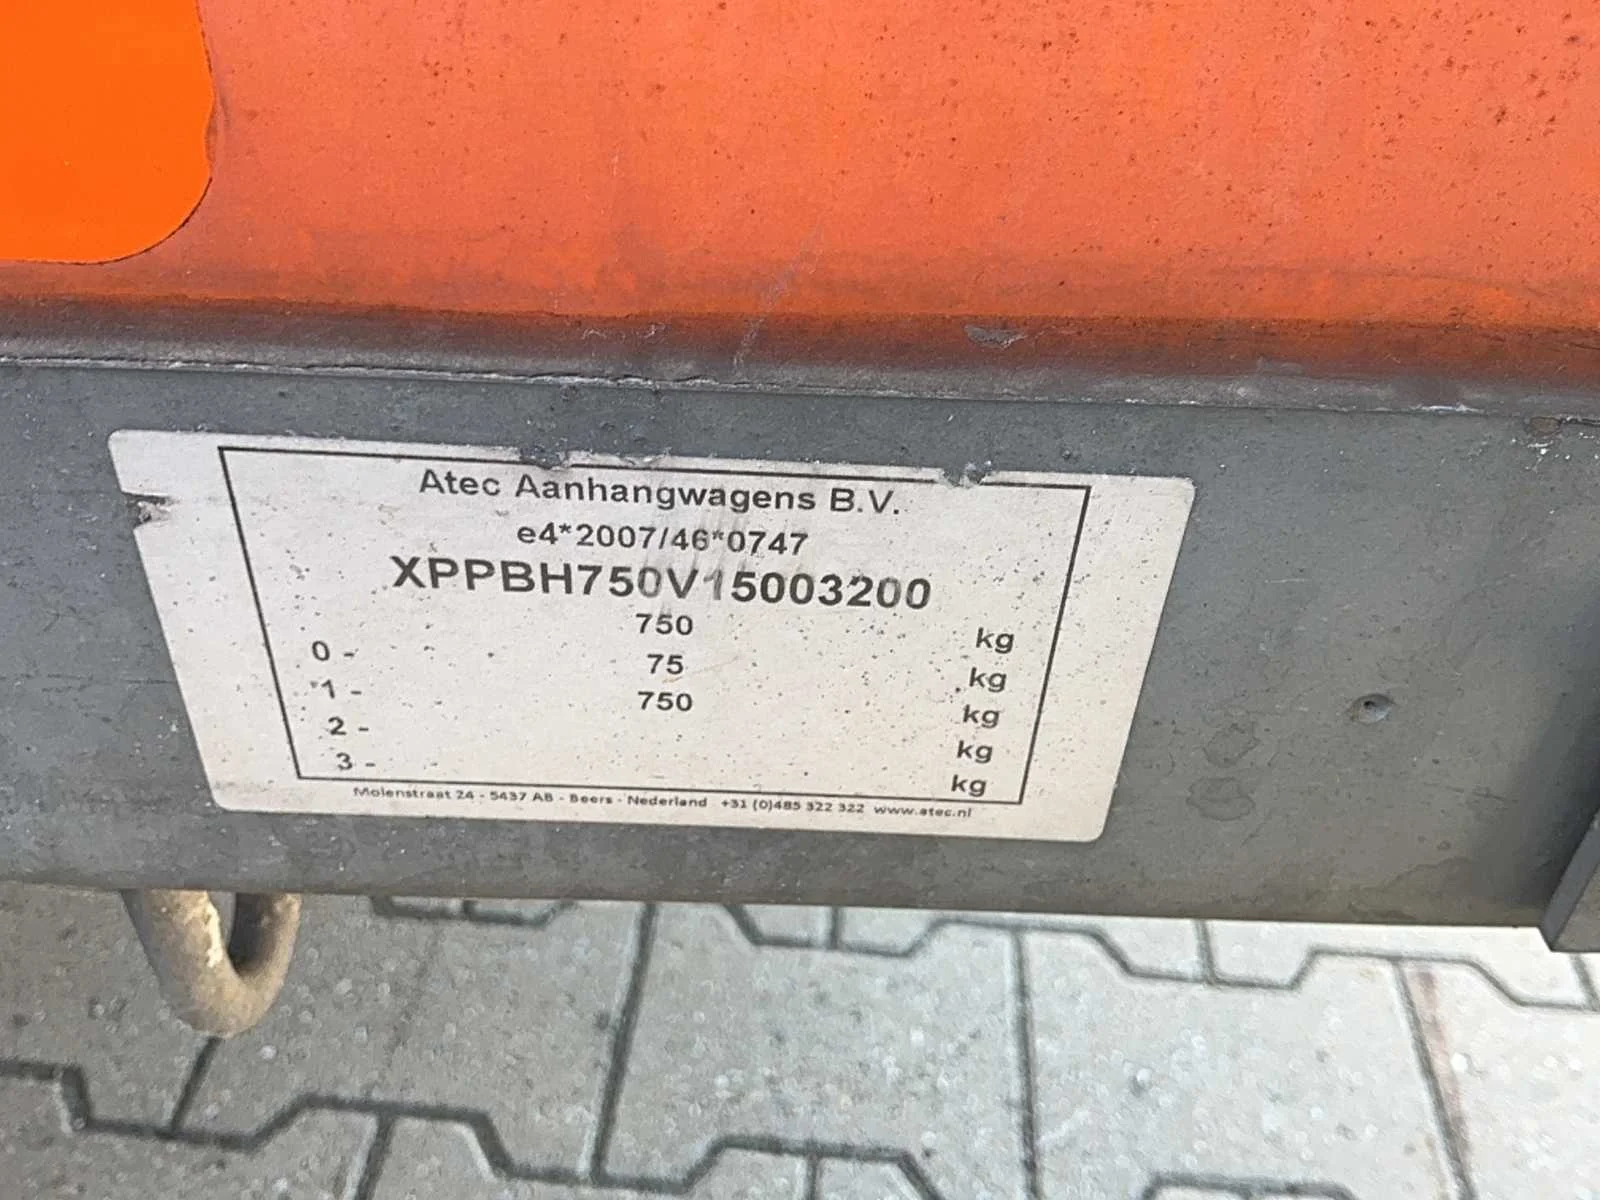 Atec Aanhangwagens B.V.
e4*2007/46*0747
XPPBH750V15003200
750 kg
0 - 75 kg
1 - 750 kg
2 - kg
3 - kg
Molenstraat 24 - 5437 AB - Beers - Nederland +31 (0)485 322 322 www.atec.nl